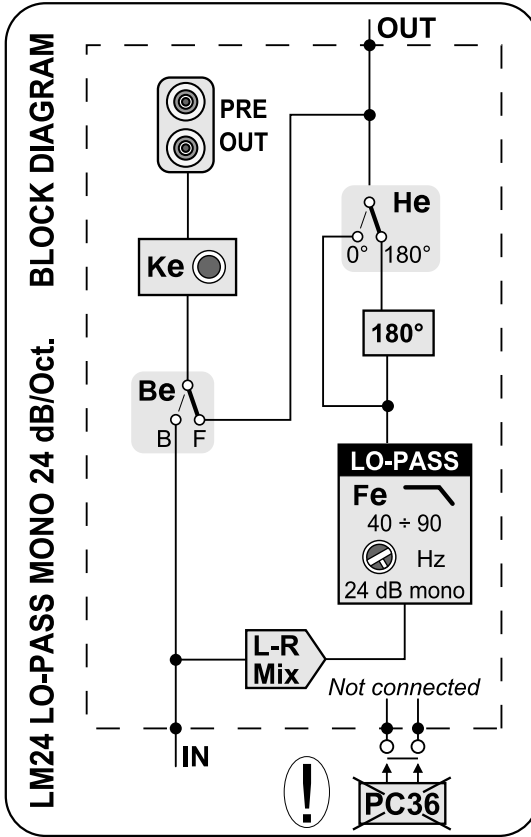 LM24 LO-PASS MONO 24 dB/Oct. BLOCK DIAGRAM
OUT
PRE
OUT
He
0° 180°
Ke
180°
Be
B F
LO-PASS
Fe
40 ÷ 90
Hz
24 dB mono
L-R
Mix
Not connected
IN
!
PC36